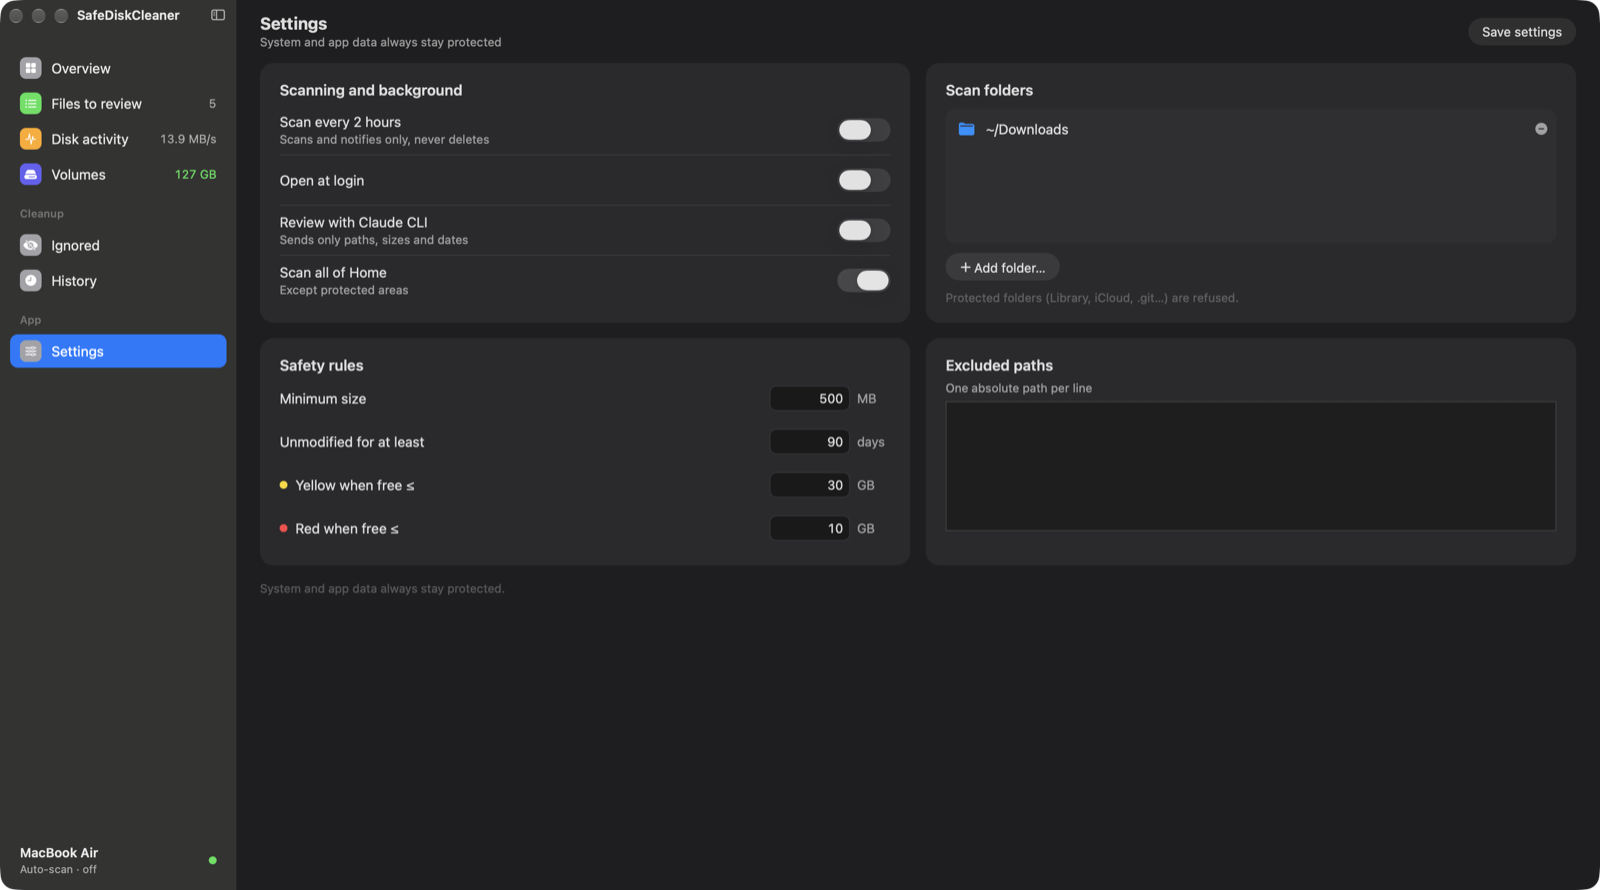 SafeDiskCleaner
Overview
Files to review 5
Disk activity 13.9 MB/s
Volumes 127 GB
Cleanup
Ignored
History
App
Settings
MacBook Air
Auto-scan · off
Settings
System and app data always stay protected
Save settings
Scanning and background
Scan every 2 hours
Scans and notifies only, never deletes
Open at login
Review with Claude CLI
Sends only paths, sizes and dates
Scan all of Home
Except protected areas
Scan folders
~/Downloads
+ Add folder...
Protected folders (Library, iCloud, .git...) are refused.
Safety rules
Minimum size 500 MB
Unmodified for at least 90 days
Yellow when free ≤ 30 GB
Red when free ≤ 10 GB
Excluded paths
One absolute path per line
System and app data always stay protected.